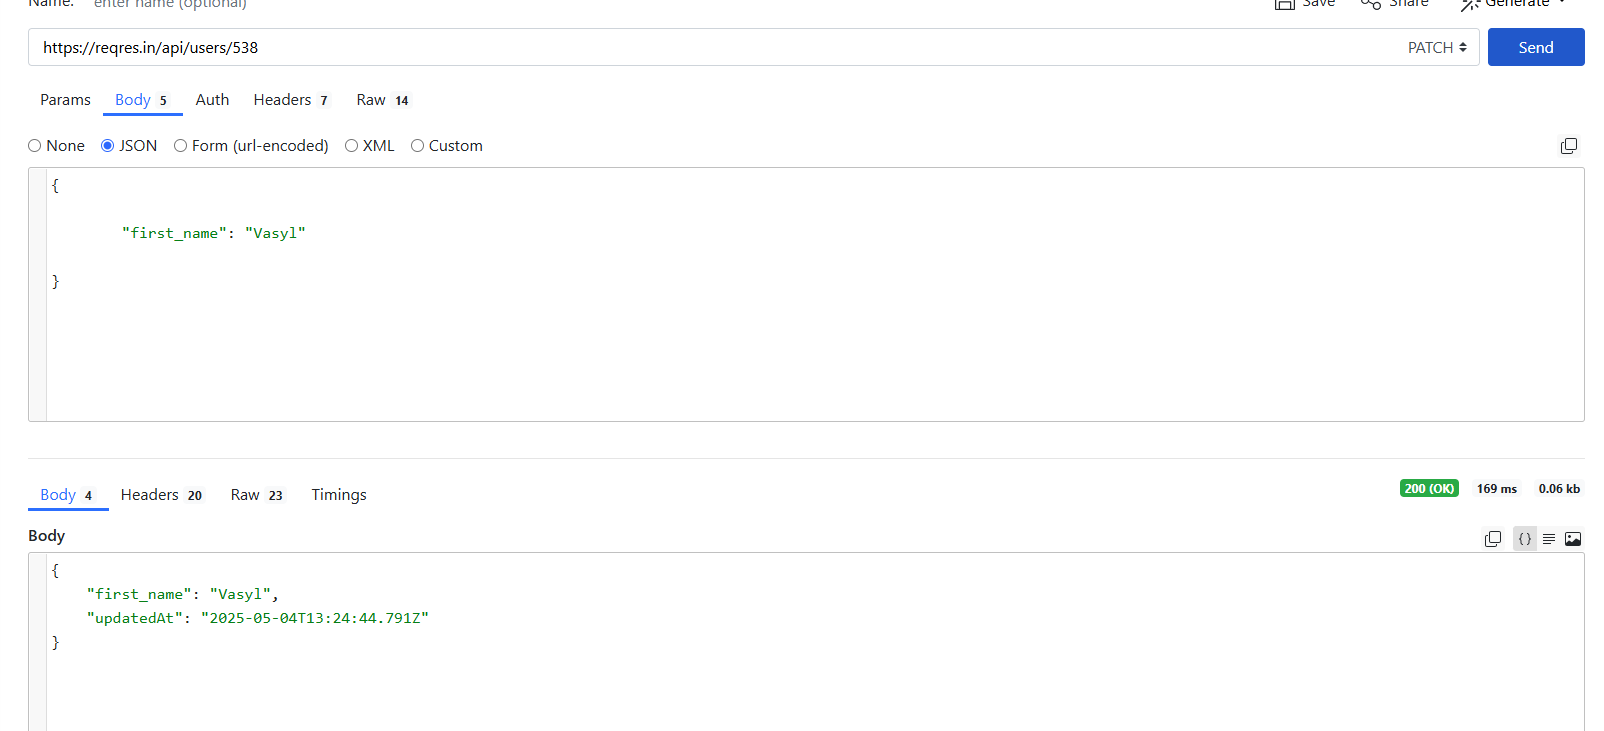 Name: enter name (optional) Save Share Generate
https://reqres.in/api/users/538 PATCH Send
Params Body 5 Auth Headers 7 Raw 14
None JSON Form (url-encoded) XML Custom
{
"first_name": "Vasyl"
}
Body 4 Headers 20 Raw 23 Timings 200 (OK) 169 ms 0.06 kb
Body {}
{
"first_name": "Vasyl",
"updatedAt": "2025-05-04T13:24:44.791Z"
}